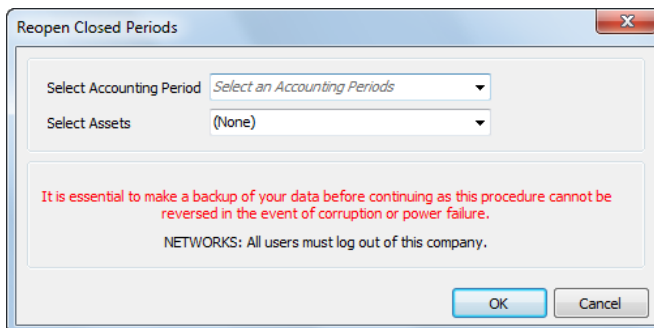 Reopen Closed Periods
Select Accounting Period Select an Accounting Periods
Select Assets (None)
It is essential to make a backup of your data before continuing as this procedure cannot be
reversed in the event of corruption or power failure.
NETWORKS: All users must log out of this company.
OK Cancel